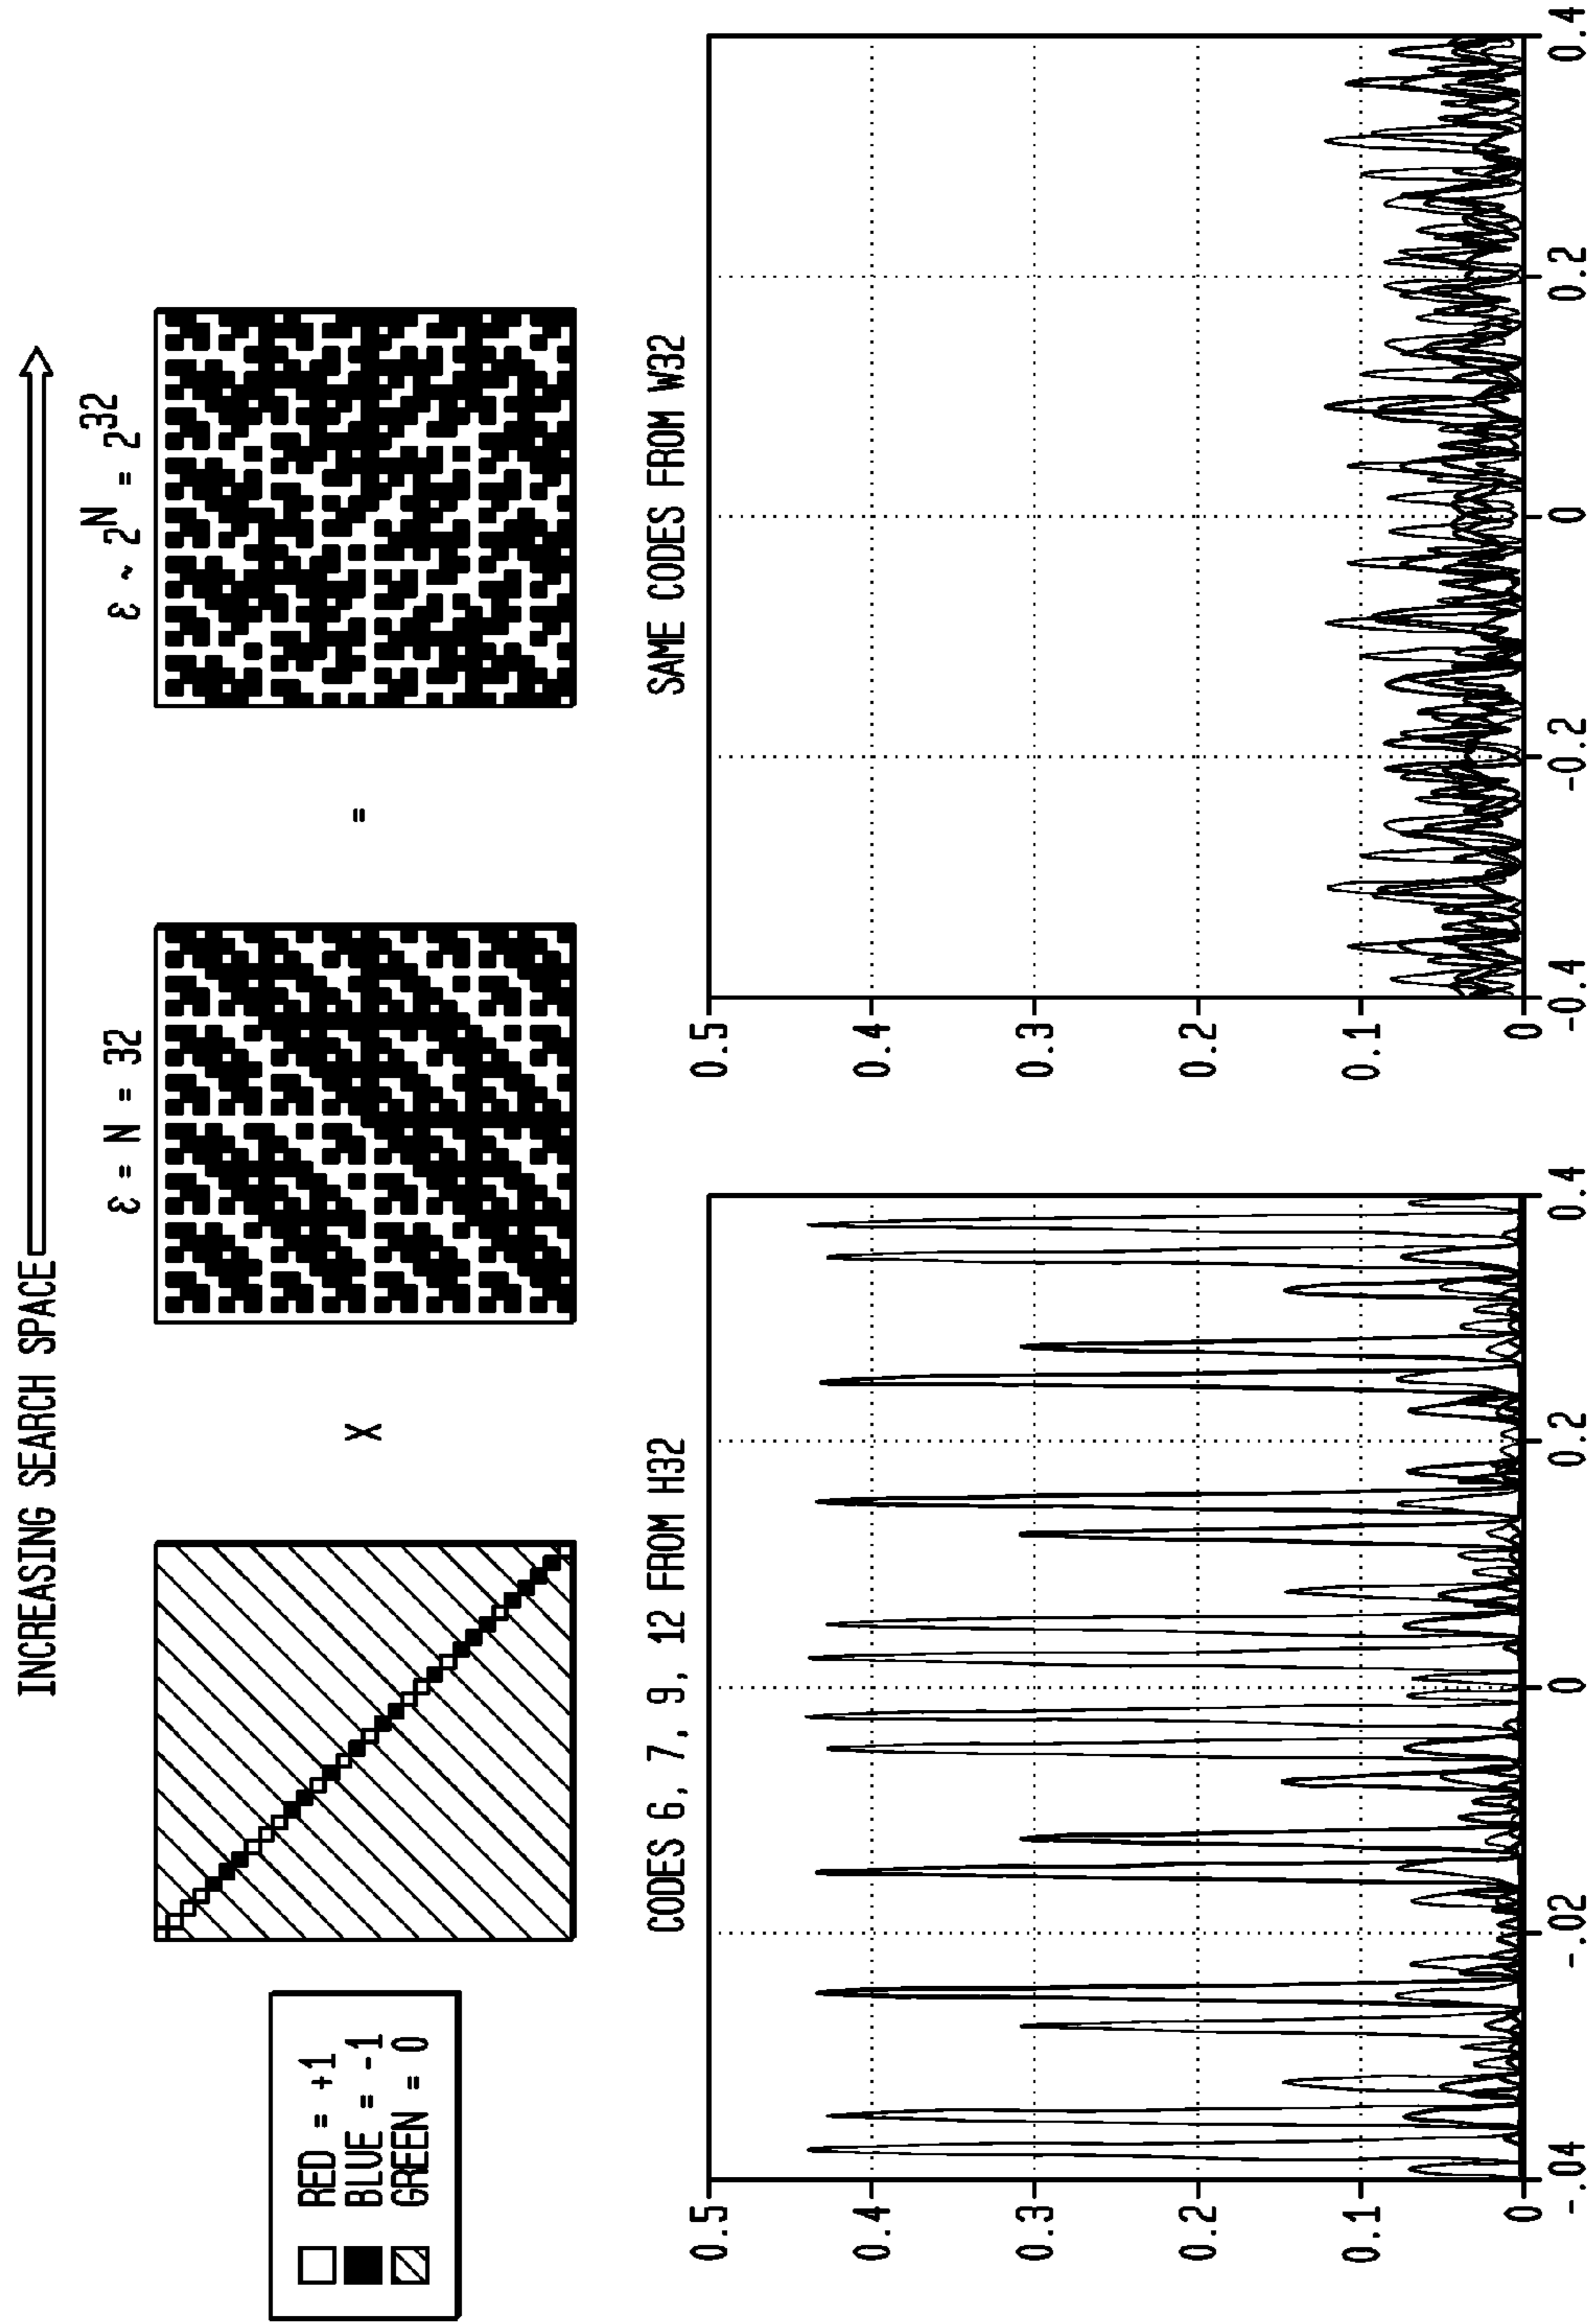 INCREASING SEARCH SPACE
RED = +1
BLUE = -1
GREEN = 0
X
ε = N = 32
=
ε ~ 2^N = 2^32
CODES 6, 7, 9, 12 FROM H32
0.5
0.4
0.3
0.2
0.1
0
-.04
-.02
0
0.2
0.4
SAME CODES FROM W32
0.5
0.4
0.3
0.2
0.1
0
-0.4
-0.2
0
0.2
0.4